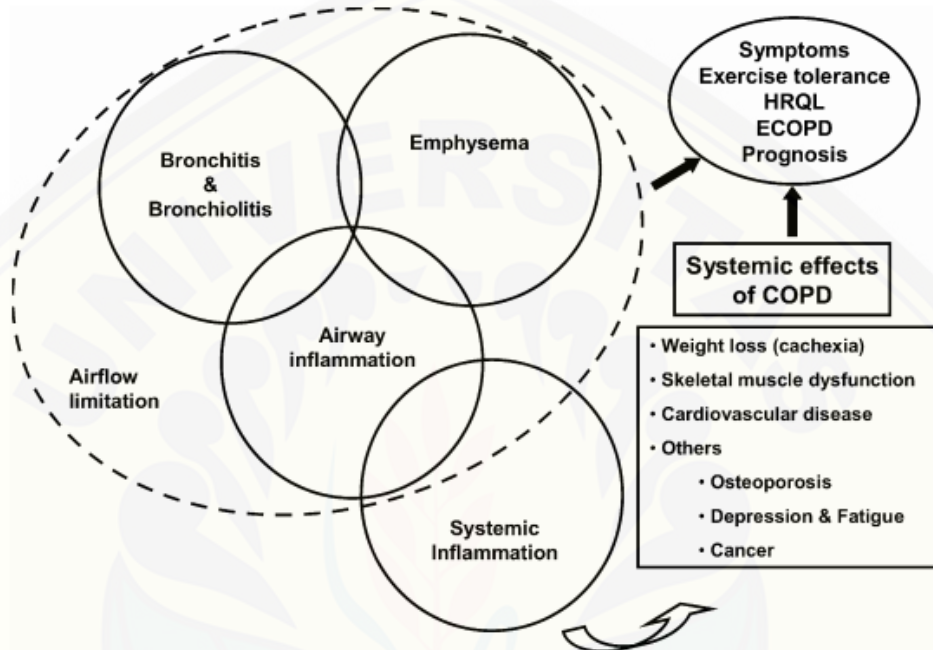 Bronchitis
&
Bronchiolitis
Emphysema
Airway
inflammation
Airflow
limitation
Systemic
Inflammation
Symptoms
Exercise tolerance
HRQL
ECOPD
Prognosis
Systemic effects
of COPD
• Weight loss (cachexia)
• Skeletal muscle dysfunction
• Cardiovascular disease
• Others
• Osteoporosis
• Depression & Fatigue
• Cancer
UNIVERSITAS